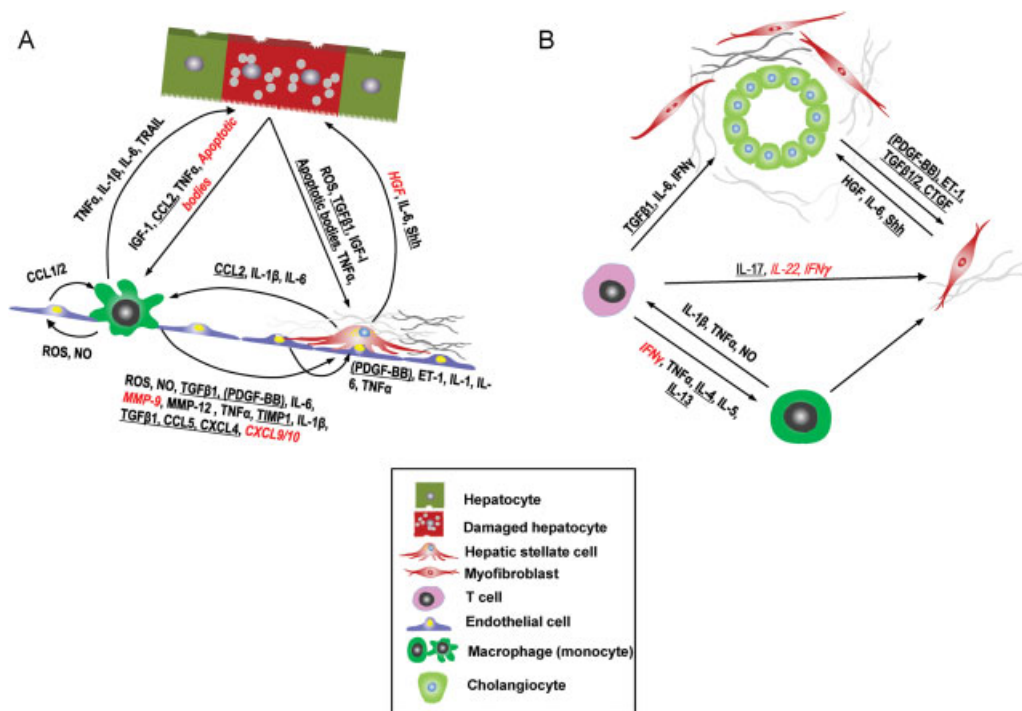 A
TNFα, IL-1β, IL-6, TRAIL
IGF-1, CCL2, TNFα, Apoptotic
bodies
ROS, TGFβ1, IGF-I
Apoptotic bodies, TNFα,
HGF, IL-6, Shh
CCL1/2
ROS, NO
CCL2, IL-1β, IL-6
(PDGF-BB), ET-1, IL-1, IL-
6, TNFα
ROS, NO, TGFβ1, (PDGF-BB), IL-6,
MMP-9, MMP-12 , TNFα, TIMP1, IL-1β,
TGFβ1, CCL5, CXCL4, CXCL9/10
B
TGFβ1, IL-6, IFNγ
(PDGF-BB), ET-1,
TGFβ1/2, CTGF
HGF, IL-6, Shh
IL-17, IL-22, IFNγ
IL-1β, TNFα, NO
IFNγ, TNFα, IL-4, IL-5,
IL-13
Hepatocyte
Damaged hepatocyte
Hepatic stellate cell
Myofibroblast
T cell
Endothelial cell
Macrophage (monocyte)
Cholangiocyte